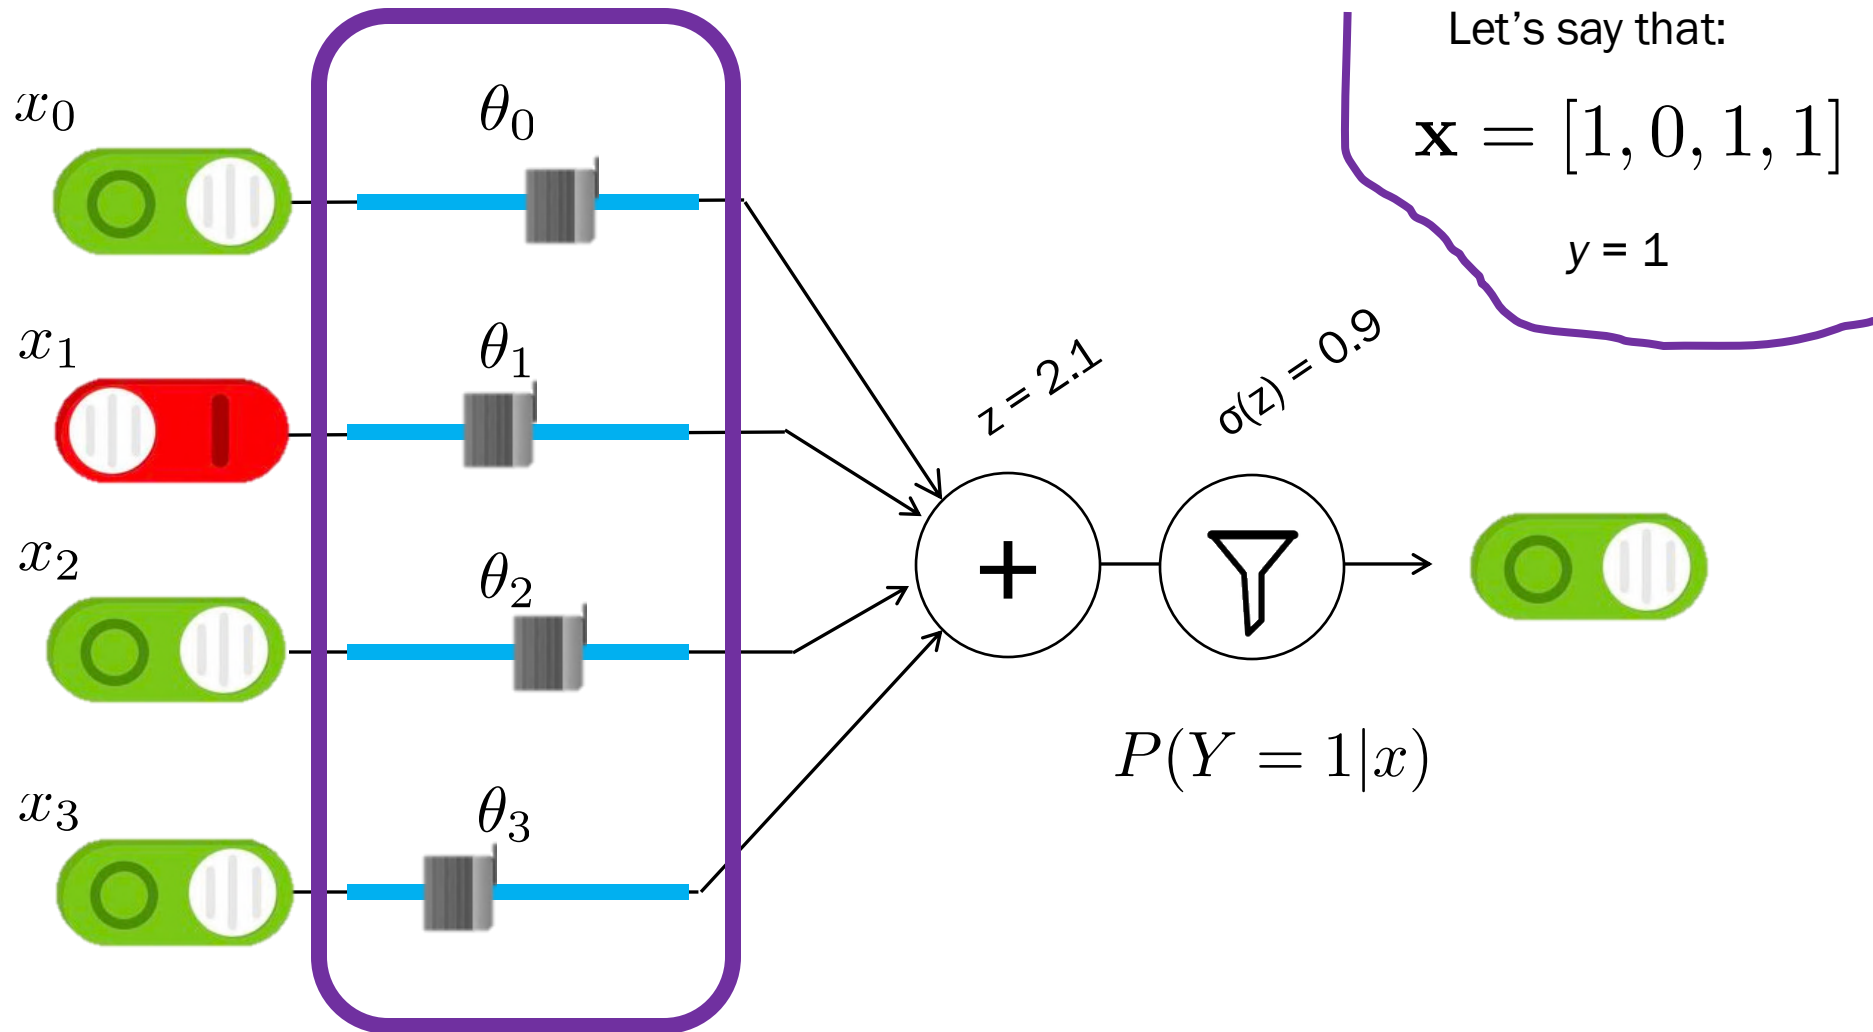 Let's say that:
x = [1, 0, 1, 1]
y = 1
x₀
θ₀
x₁
θ₁
z = 2.1
σ(z) = 0.9
x₂
θ₂
+
P(Y = 1|x)
x₃
θ₃